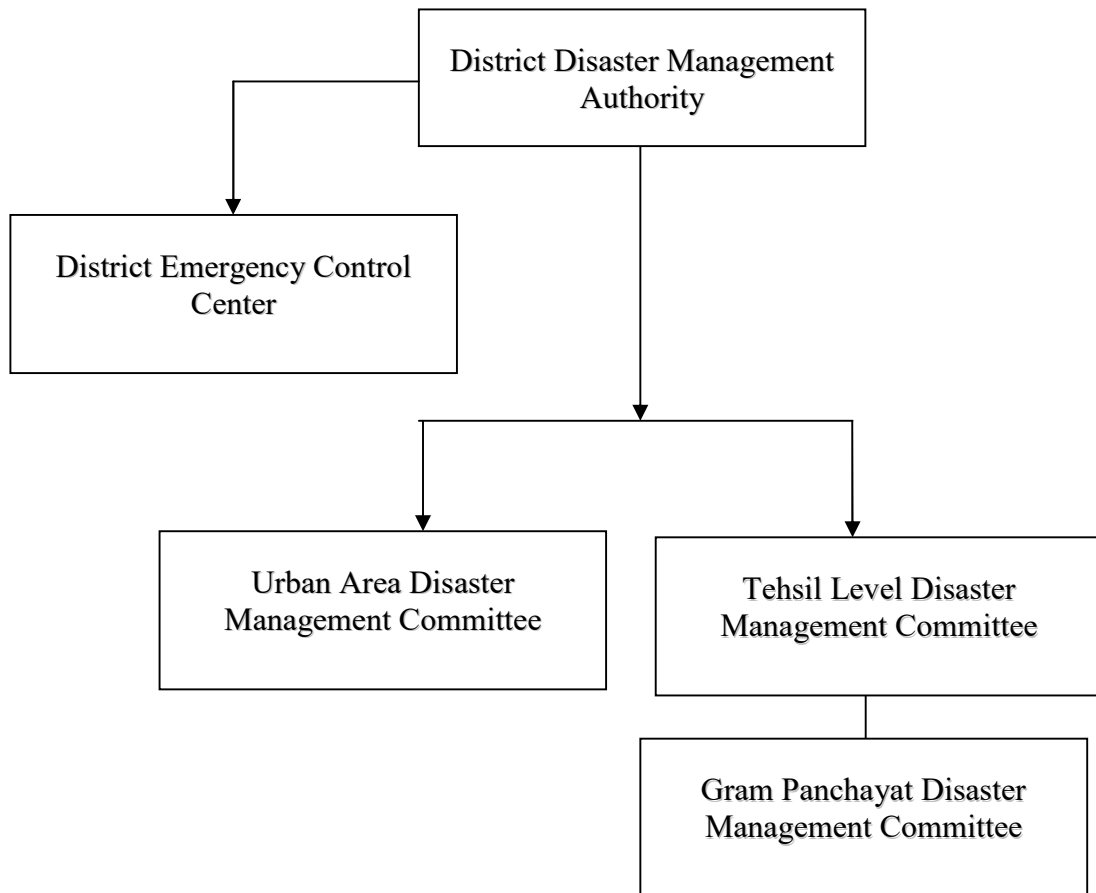 District Disaster Management
Authority
District Emergency Control
Center
Urban Area Disaster
Management Committee
Tehsil Level Disaster
Management Committee
Gram Panchayat Disaster
Management Committee